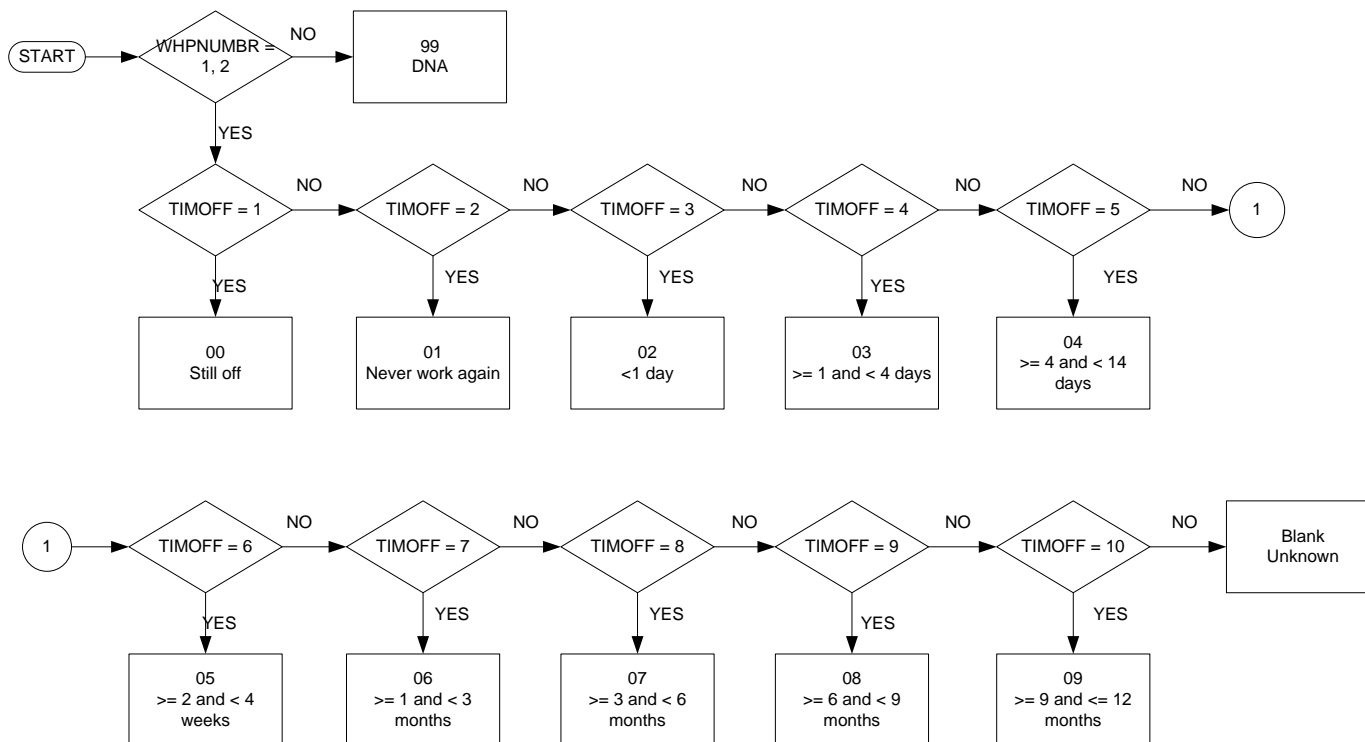 START
WHPNUMBR =
1, 2
NO
99
DNA
YES
TIMOFF = 1
NO
TIMOFF = 2
NO
TIMOFF = 3
NO
TIMOFF = 4
NO
TIMOFF = 5
NO
1
YES
YES
YES
YES
YES
00
Still off
01
Never work again
02
<1 day
03
>= 1 and < 4 days
04
>= 4 and < 14
days
1
TIMOFF = 6
NO
TIMOFF = 7
NO
TIMOFF = 8
NO
TIMOFF = 9
NO
TIMOFF = 10
NO
Blank
Unknown
YES
YES
YES
YES
YES
05
>= 2 and < 4
weeks
06
>= 1 and < 3
months
07
>= 3 and < 6
months
08
>= 6 and < 9
months
09
>= 9 and <= 12
months